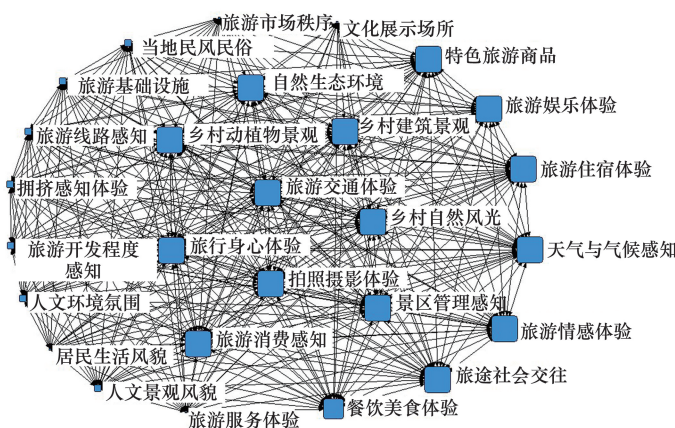 旅游市场秩序
文化展示场所
当地民风民俗
特色旅游商品
旅游基础设施
自然生态环境
旅游娱乐体验
旅游线路感知
乡村动植物景观
乡村建筑景观
旅游住宿体验
拥挤感知体验
旅游交通体验
乡村自然风光
旅游开发程度
感知
旅行身心体验
天气与气候感知
拍照摄影体验
人文环境氛围
景区管理感知
旅游消费感知
旅游情感体验
居民生活风貌
旅途社会交往
人文景观风貌
餐饮美食体验
旅游服务体验